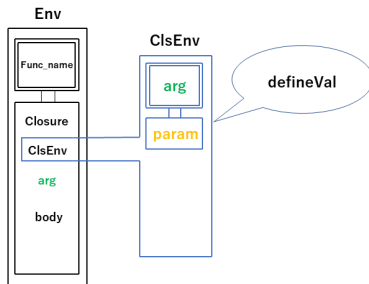 Env
Func_name
Closure
ClsEnv
arg
body
ClsEnv
arg
param
defineVal